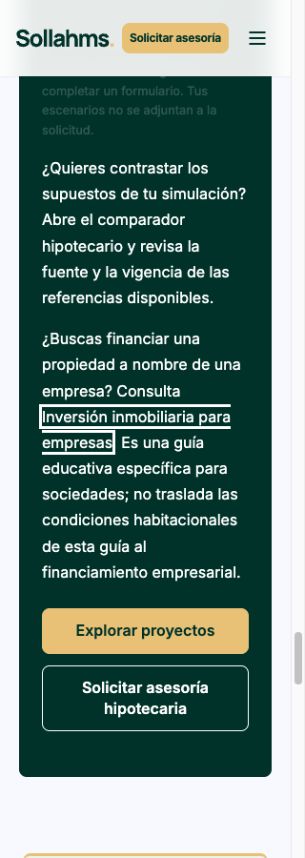 Sollahms.
Solicitar asesoría
completar un formulario. Tus
escenarios no se adjuntan a la
solicitud.
¿Quieres contrastar los
supuestos de tu simulación?
Abre el comparador
hipotecario y revisa la
fuente y la vigencia de las
referencias disponibles.
¿Buscas financiar una
propiedad a nombre de una
empresa? Consulta
Inversión inmobiliaria para
empresas. Es una guía
educativa específica para
sociedades; no traslada las
condiciones habitacionales
de esta guía al
financiamiento empresarial.
Explorar proyectos
Solicitar asesoría
hipotecaria